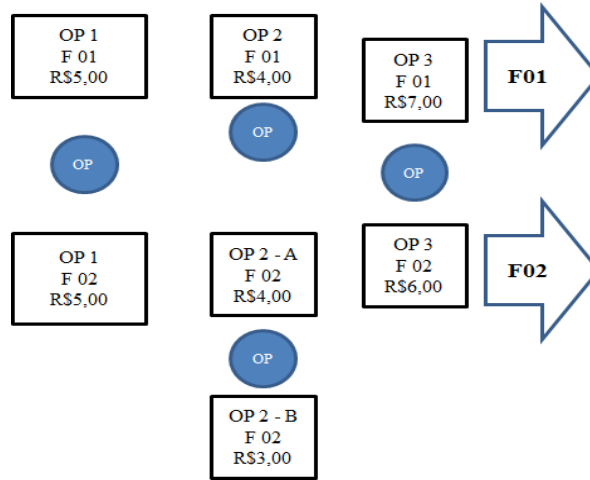 OP 1
F 01
R$5,00
OP 2
F 01
R$4,00
OP 3
F 01
R$7,00
F01
OP
OP
OP
OP 1
F 02
R$5,00
OP 2 - A
F 02
R$4,00
OP 3
F 02
R$6,00
F02
OP
OP 2 - B
F 02
R$3,00